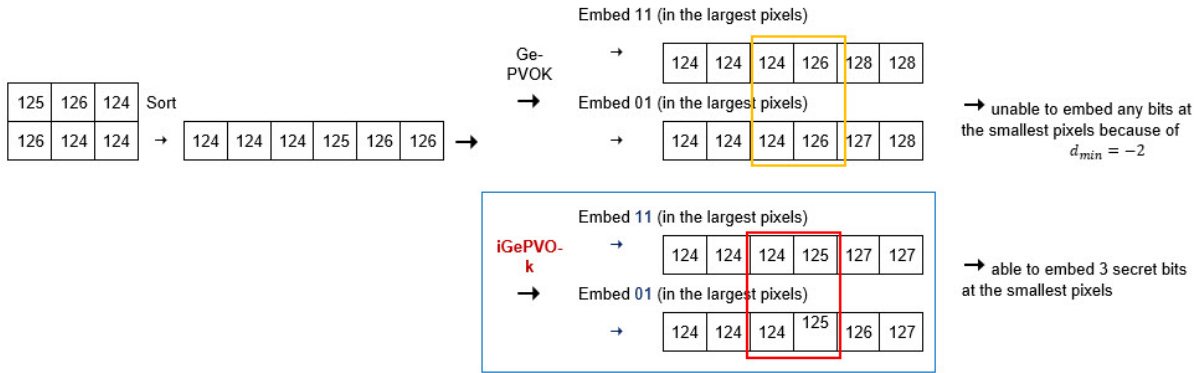 Embed 11 (in the largest pixels)
Ge-
PVOK
→
124 124 124 126 128 128
125 126 124 Sort
126 124 124
→ 124 124 124 125 126 126 →
→
Embed 01 (in the largest pixels)
→
124 124 124 126 127 128
→ unable to embed any bits at
the smallest pixels because of
d_min = −2
Embed 11 (in the largest pixels)
iGePVO-
k
→
124 124 124 125 127 127
→
Embed 01 (in the largest pixels)
→
124 124 124 125 126 127
→ able to embed 3 secret bits
at the smallest pixels